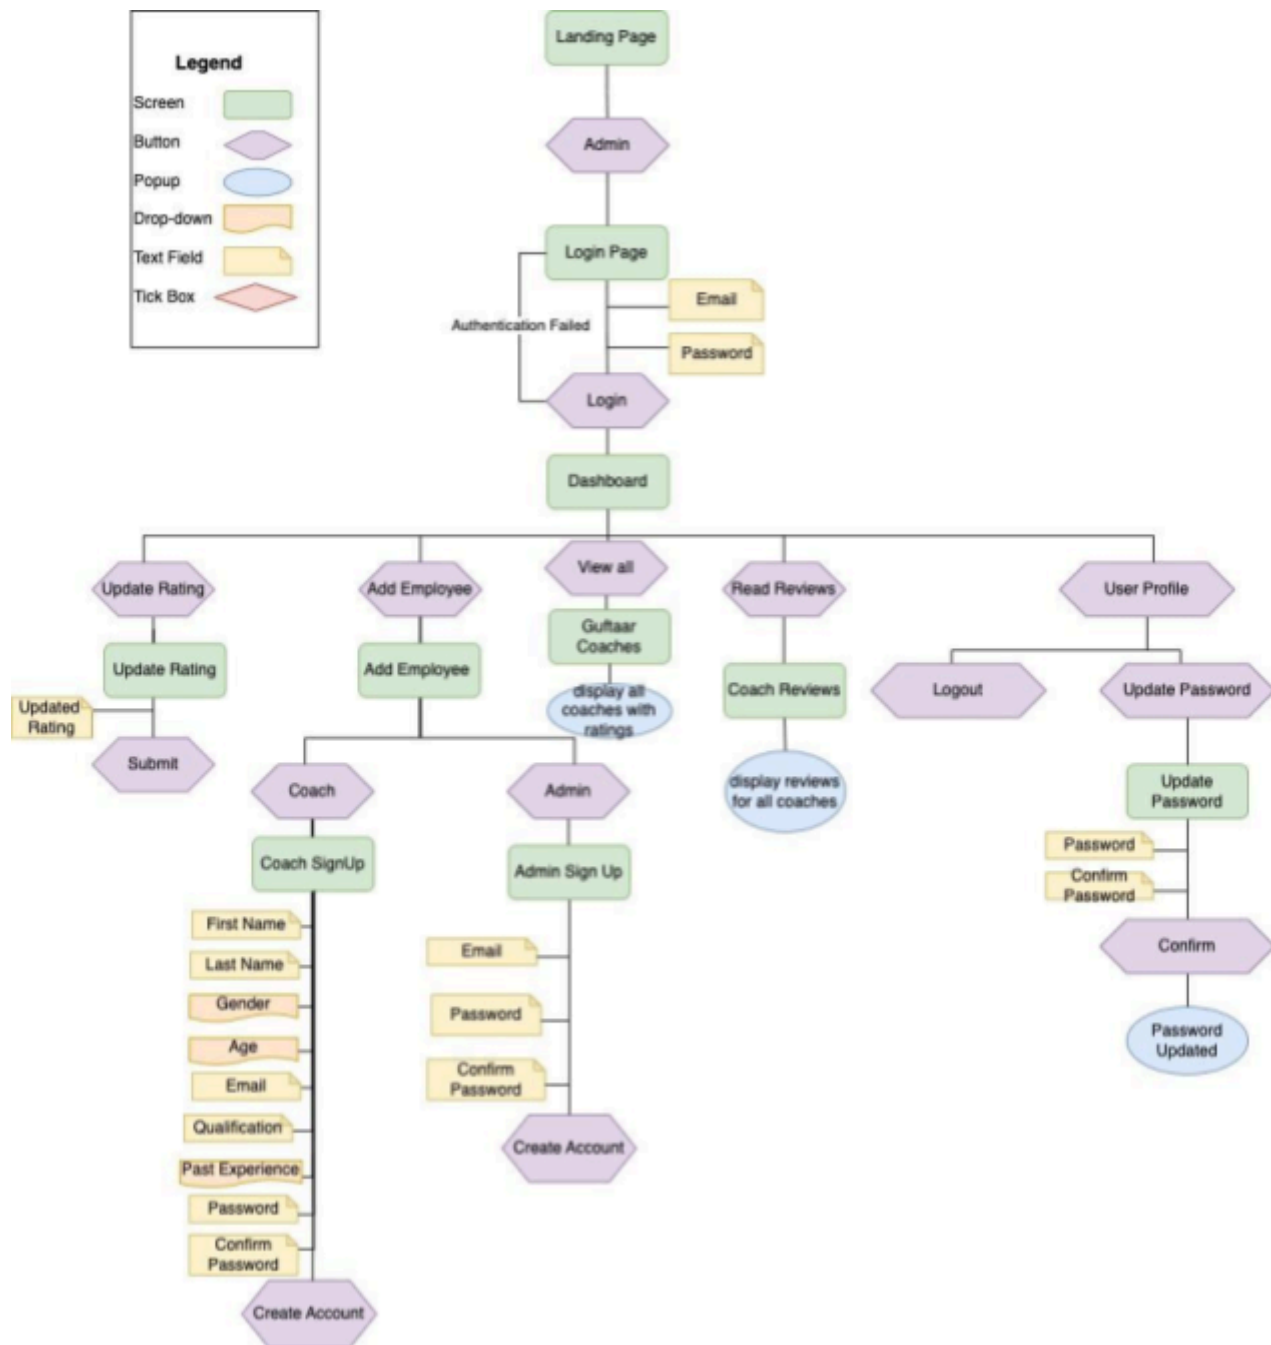 Legend
Screen
Button
Popup
Drop-down
Text Field
Tick Box
Landing Page
Admin
Login Page
Email
Authentication Failed
Password
Login
Dashboard
Update Rating
Add Employee
View all
Read Reviews
User Profile
Update Rating
Updated
Rating
Submit
Add Employee
Guftaar
Coaches
display all
coaches with
ratings
Coach Reviews
display reviews
for all coaches
Logout
Update Password
Update
Password
Password
Confirm
Password
Confirm
Password
Updated
Coach
Coach SignUp
First Name
Last Name
Gender
Age
Email
Qualification
Past Experience
Password
Confirm
Password
Create Account
Admin
Admin Sign Up
Email
Password
Confirm
Password
Create Account